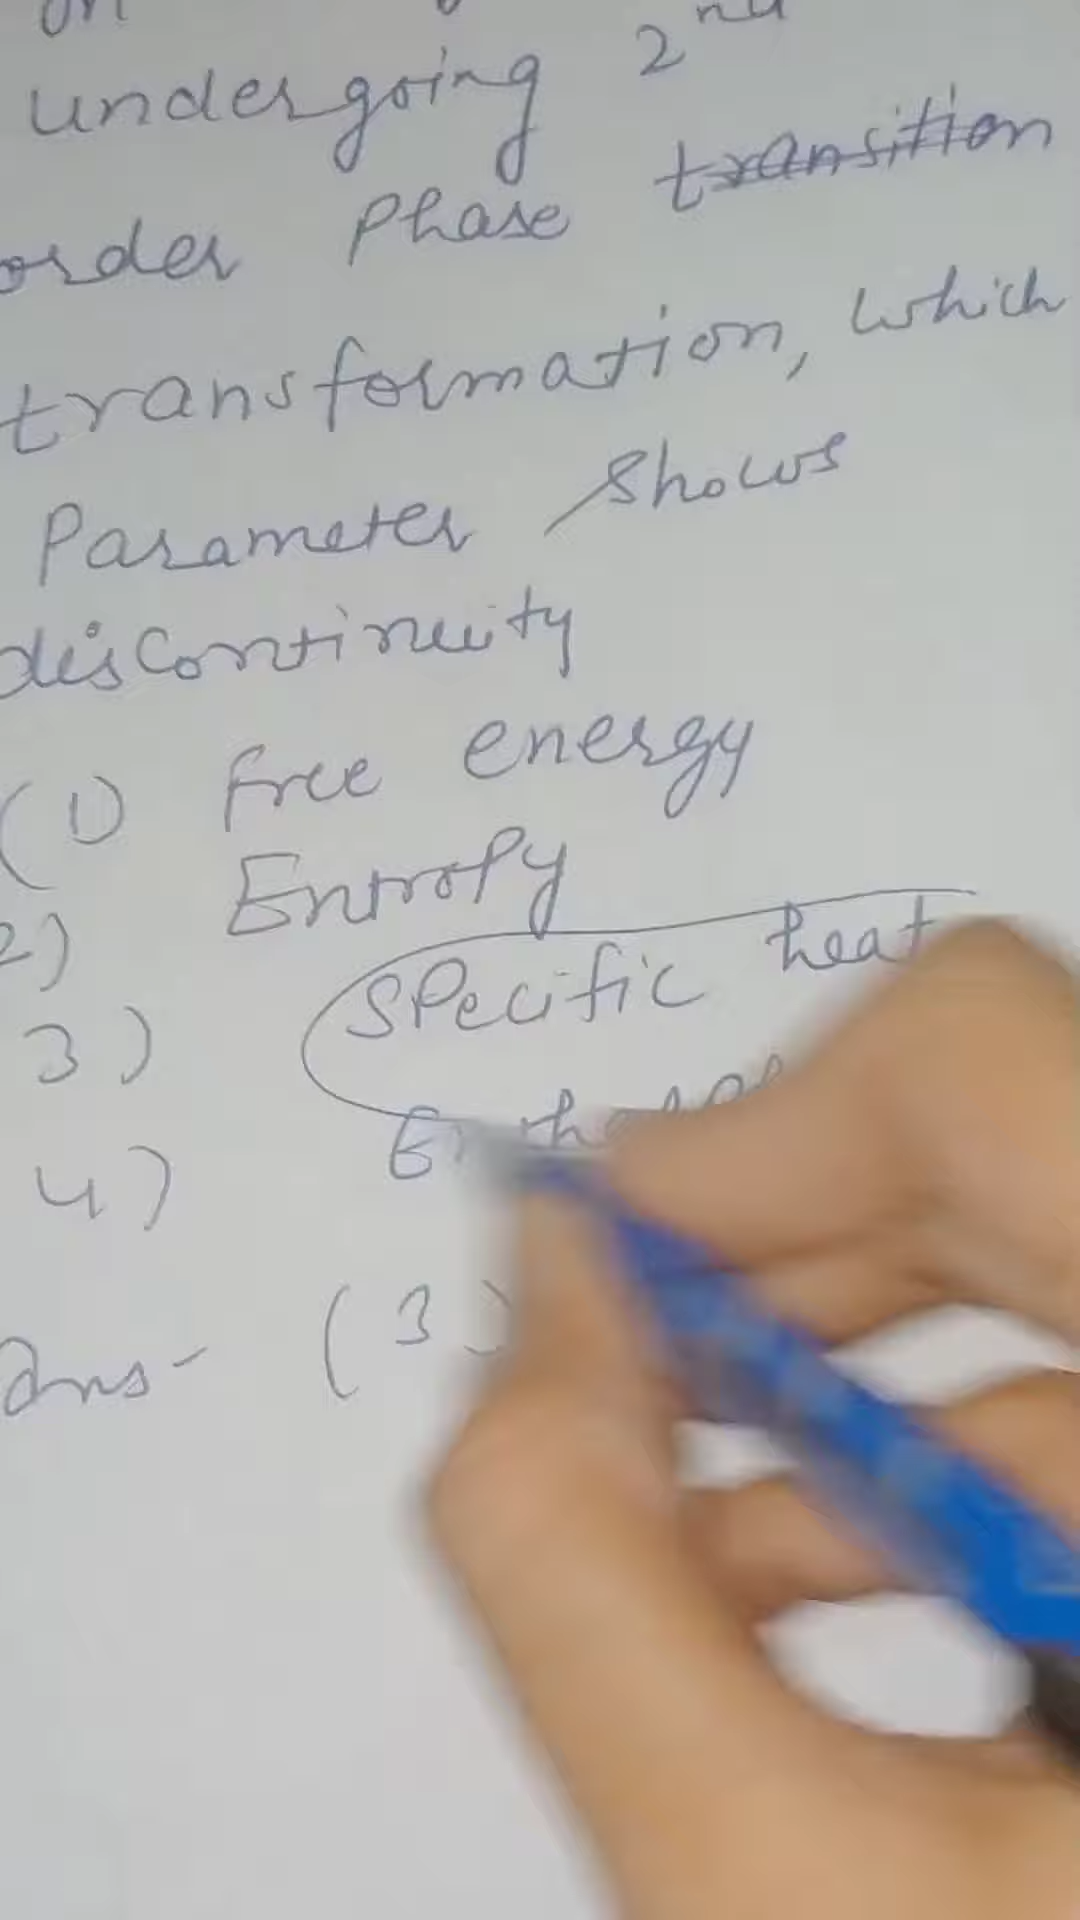 on
undergoing 2nd
order Phase transition
transformation, which
Parameter shows
discontinuity
(1) Free energy
2) Entropy
3) Specific heat
4)
Ans- (3)